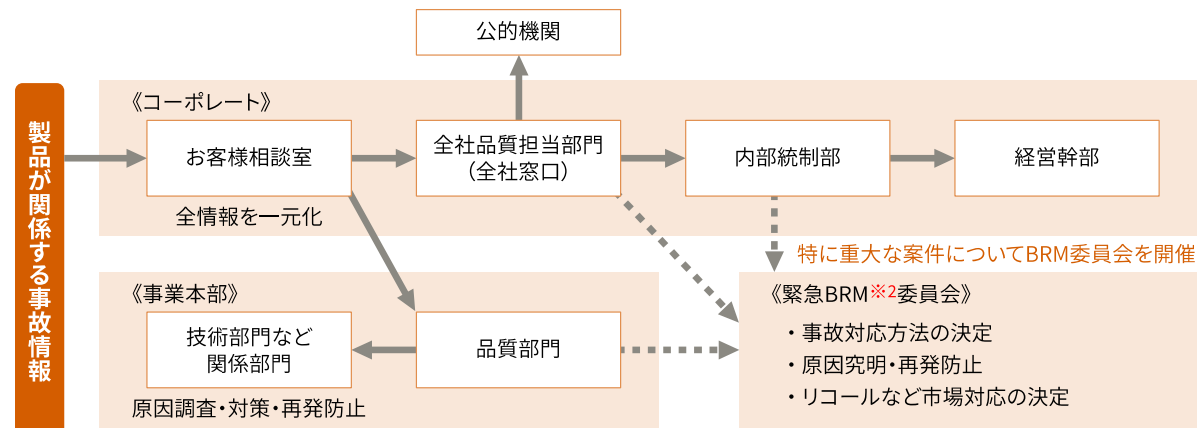 公的機関
製品が関係する事故情報
《コーポレート》
お客様相談室
全社品質担当部門
（全社窓口）
内部統制部
経営幹部
全情報を一元化
特に重大な案件についてBRM委員会を開催
《事業本部》
技術部門など
関係部門
品質部門
原因調査・対策・再発防止
《緊急BRM※2委員会》
・事故対応方法の決定
・原因究明・再発防止
・リコールなど市場対応の決定